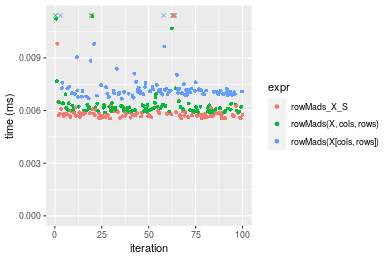 expr
0.009
rowMads_X_S
0.006
rowMads(X, cols, rows)
rowMads(X[cols, rows])
0.003
0.000
0 25 50 75 100
iteration
time (ms)